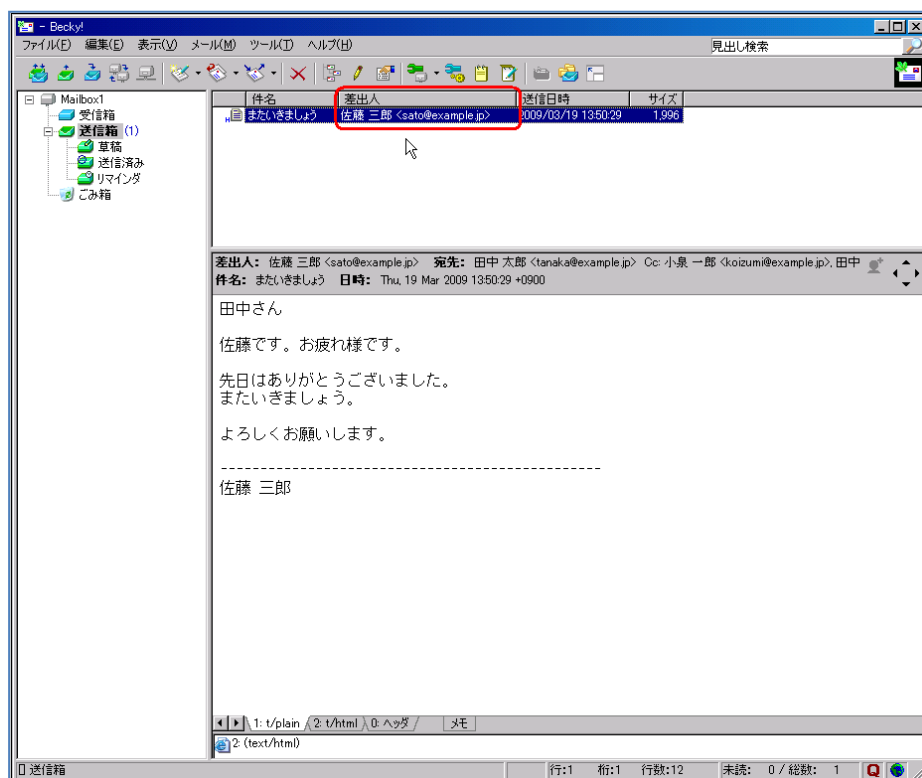 - Becky!
ファイル(F) 編集(E) 表示(V) メール(M) ツール(T) ヘルプ(H) 見出し検索
Mailbox1
受信箱
送信箱 (1)
草稿
送信済み
リマインダ
ごみ箱
件名 差出人 送信日時 サイズ
またいきましょう 佐藤 三郎 <sato@example.jp> 2009/03/19 13:50:29 1,996
差出人: 佐藤 三郎 <sato@example.jp> 宛先: 田中 太郎 <tanaka@example.jp> Cc: 小泉 一郎 <koizumi@example.jp>, 田中
件名: またいきましょう 日時: Thu, 19 Mar 2009 13:50:29 +0900
田中さん
佐藤です。お疲れ様です。
先日はありがとうございました。
またいきましょう。
よろしくお願いします。
------------------------------------------------
佐藤 三郎
1: t/plain 2: t/html 0: ヘッダ メモ
2: (text/html)
送信箱 行:1 桁:1 行数:12 未読: 0 / 総数: 1 Q